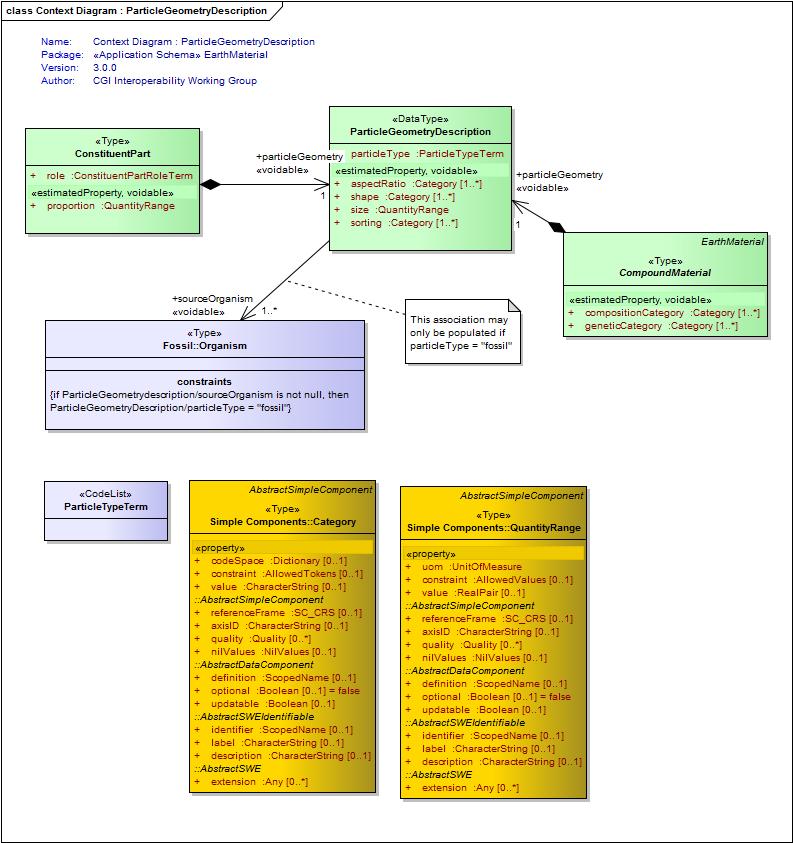 class Context Diagram : ParticleGeometryDescription
Name: Context Diagram : ParticleGeometryDescription
Package: «Application Schema» EarthMaterial
Version: 3.0.0
Author: CGI Interoperability Working Group
«Type»
ConstituentPart
+ role :ConstituentPartRoleTerm
«estimatedProperty, voidable»
+ proportion :QuantityRange
+particleGeometry
«voidable»
1
«DataType»
ParticleGeometryDescription
particleType :ParticleTypeTerm
«estimatedProperty, voidable»
+ aspectRatio :Category [1..*]
+ shape :Category [1..*]
+ size :QuantityRange
+ sorting :Category [1..*]
+particleGeometry
«voidable»
1
EarthMaterial
«Type»
CompoundMaterial
«estimatedProperty, voidable»
+ compositionCategory :Category [1..*]
+ geneticCategory :Category [1..*]
+sourceOrganism
«voidable»
1..*
This association may
only be populated if
particleType = "fossil"
«Type»
Fossil::Organism
constraints
{if ParticleGeometrydescription/sourceOrganism is not null, then
ParticleGeometryDescription/particleType = "fossil"}
«CodeList»
ParticleTypeTerm
AbstractSimpleComponent
«Type»
Simple Components::Category
«property»
+ codeSpace :Dictionary [0..1]
+ constraint :AllowedTokens [0..1]
+ value :CharacterString [0..1]
::AbstractSimpleComponent
+ referenceFrame :SC_CRS [0..1]
+ axisID :CharacterString [0..1]
+ quality :Quality [0..*]
+ nilValues :NilValues [0..1]
::AbstractDataComponent
+ definition :ScopedName [0..1]
+ optional :Boolean [0..1] = false
+ updatable :Boolean [0..1]
::AbstractSWEIdentifiable
+ identifier :ScopedName [0..1]
+ label :CharacterString [0..1]
+ description :CharacterString [0..1]
::AbstractSWE
+ extension :Any [0..*]
AbstractSimpleComponent
«Type»
Simple Components::QuantityRange
«property»
+ uom :UnitOfMeasure
+ constraint :AllowedValues [0..1]
+ value :RealPair [0..1]
::AbstractSimpleComponent
+ referenceFrame :SC_CRS [0..1]
+ axisID :CharacterString [0..1]
+ quality :Quality [0..*]
+ nilValues :NilValues [0..1]
::AbstractDataComponent
+ definition :ScopedName [0..1]
+ optional :Boolean [0..1] = false
+ updatable :Boolean [0..1]
::AbstractSWEIdentifiable
+ identifier :ScopedName [0..1]
+ label :CharacterString [0..1]
+ description :CharacterString [0..1]
::AbstractSWE
+ extension :Any [0..*]